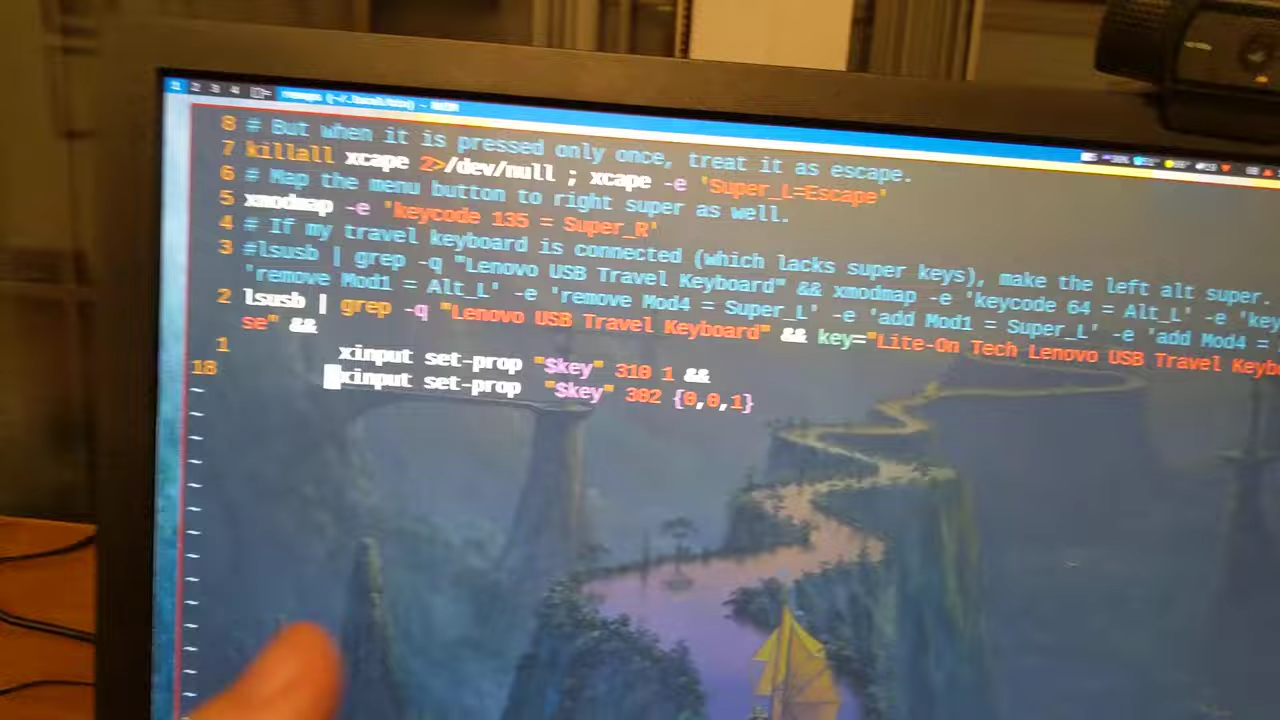 1 2 3 4
8 # But when it is pressed only once, treat it as escape.
7 killall xcape 2>/dev/null ; xcape -e 'Super_L=Escape'
6 # Map the menu button to right super as well.
5 xmodmap -e 'keycode 135 = Super_R'
4 # If my travel keyboard is connected (which lacks super keys), make the left alt super.
3 #lsusb | grep -q "Lenovo USB Travel Keyboard" && xmodmap -e 'keycode 64 = Alt_L' -e 'key
'remove Mod1 = Alt_L' -e 'remove Mod4 = Super_L' -e 'add Mod1 = Super_L' -e 'add Mod4 =
2 lsusb | grep -q "Lenovo USB Travel Keyboard" && key="Lite-On Tech Lenovo USB Travel Keybo
se" &&
1 xinput set-prop "$key" 310 1 &&
18 xinput set-prop "$key" 302 {0,0,1}